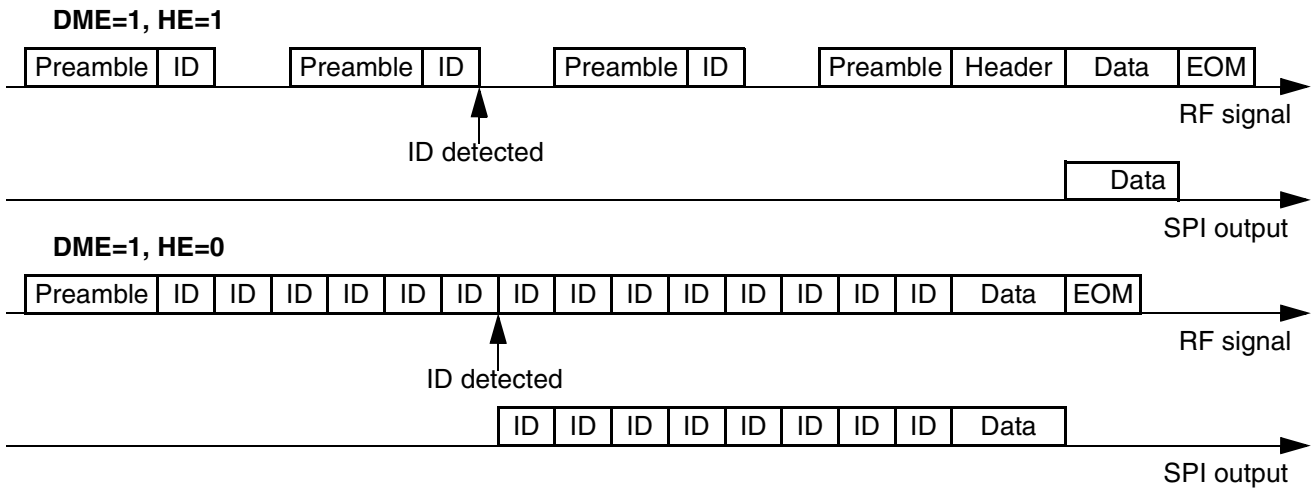 DME=1, HE=1
Preamble ID Preamble ID Preamble ID Preamble Header Data EOM
RF signal
ID detected
Data
SPI output
DME=1, HE=0
Preamble ID ID ID ID ID ID ID ID ID ID ID ID ID ID Data EOM
RF signal
ID detected
ID ID ID ID ID ID ID ID Data
SPI output